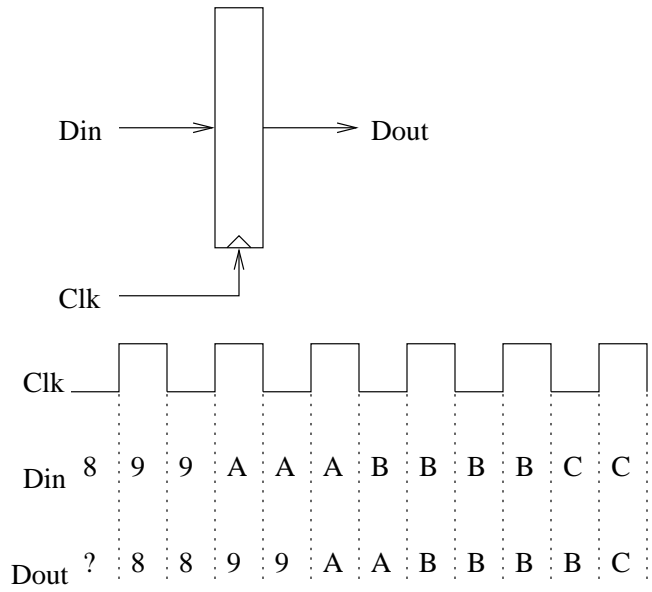 Din Dout
Clk
Clk
Din 8 9 9 A A A B B B B C C
Dout ? 8 8 9 9 A A B B B B C